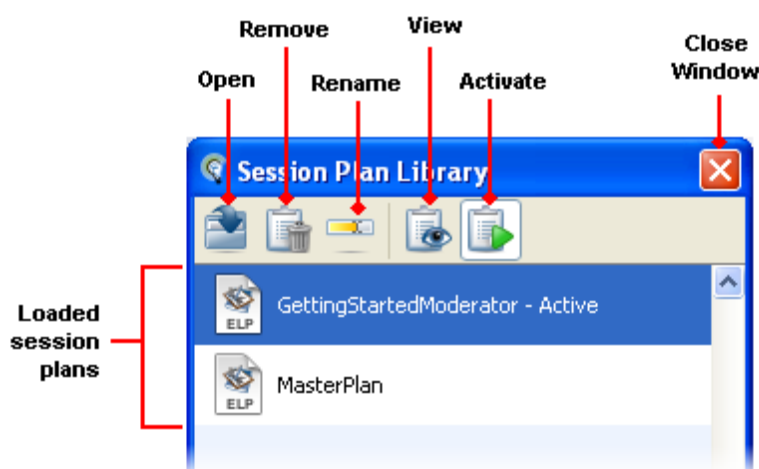 Remove
View
Close
Window
Open
Rename
Activate
Session Plan Library
GettingStartedModerator - Active
ELP
Loaded
session
plans
MasterPlan
ELP